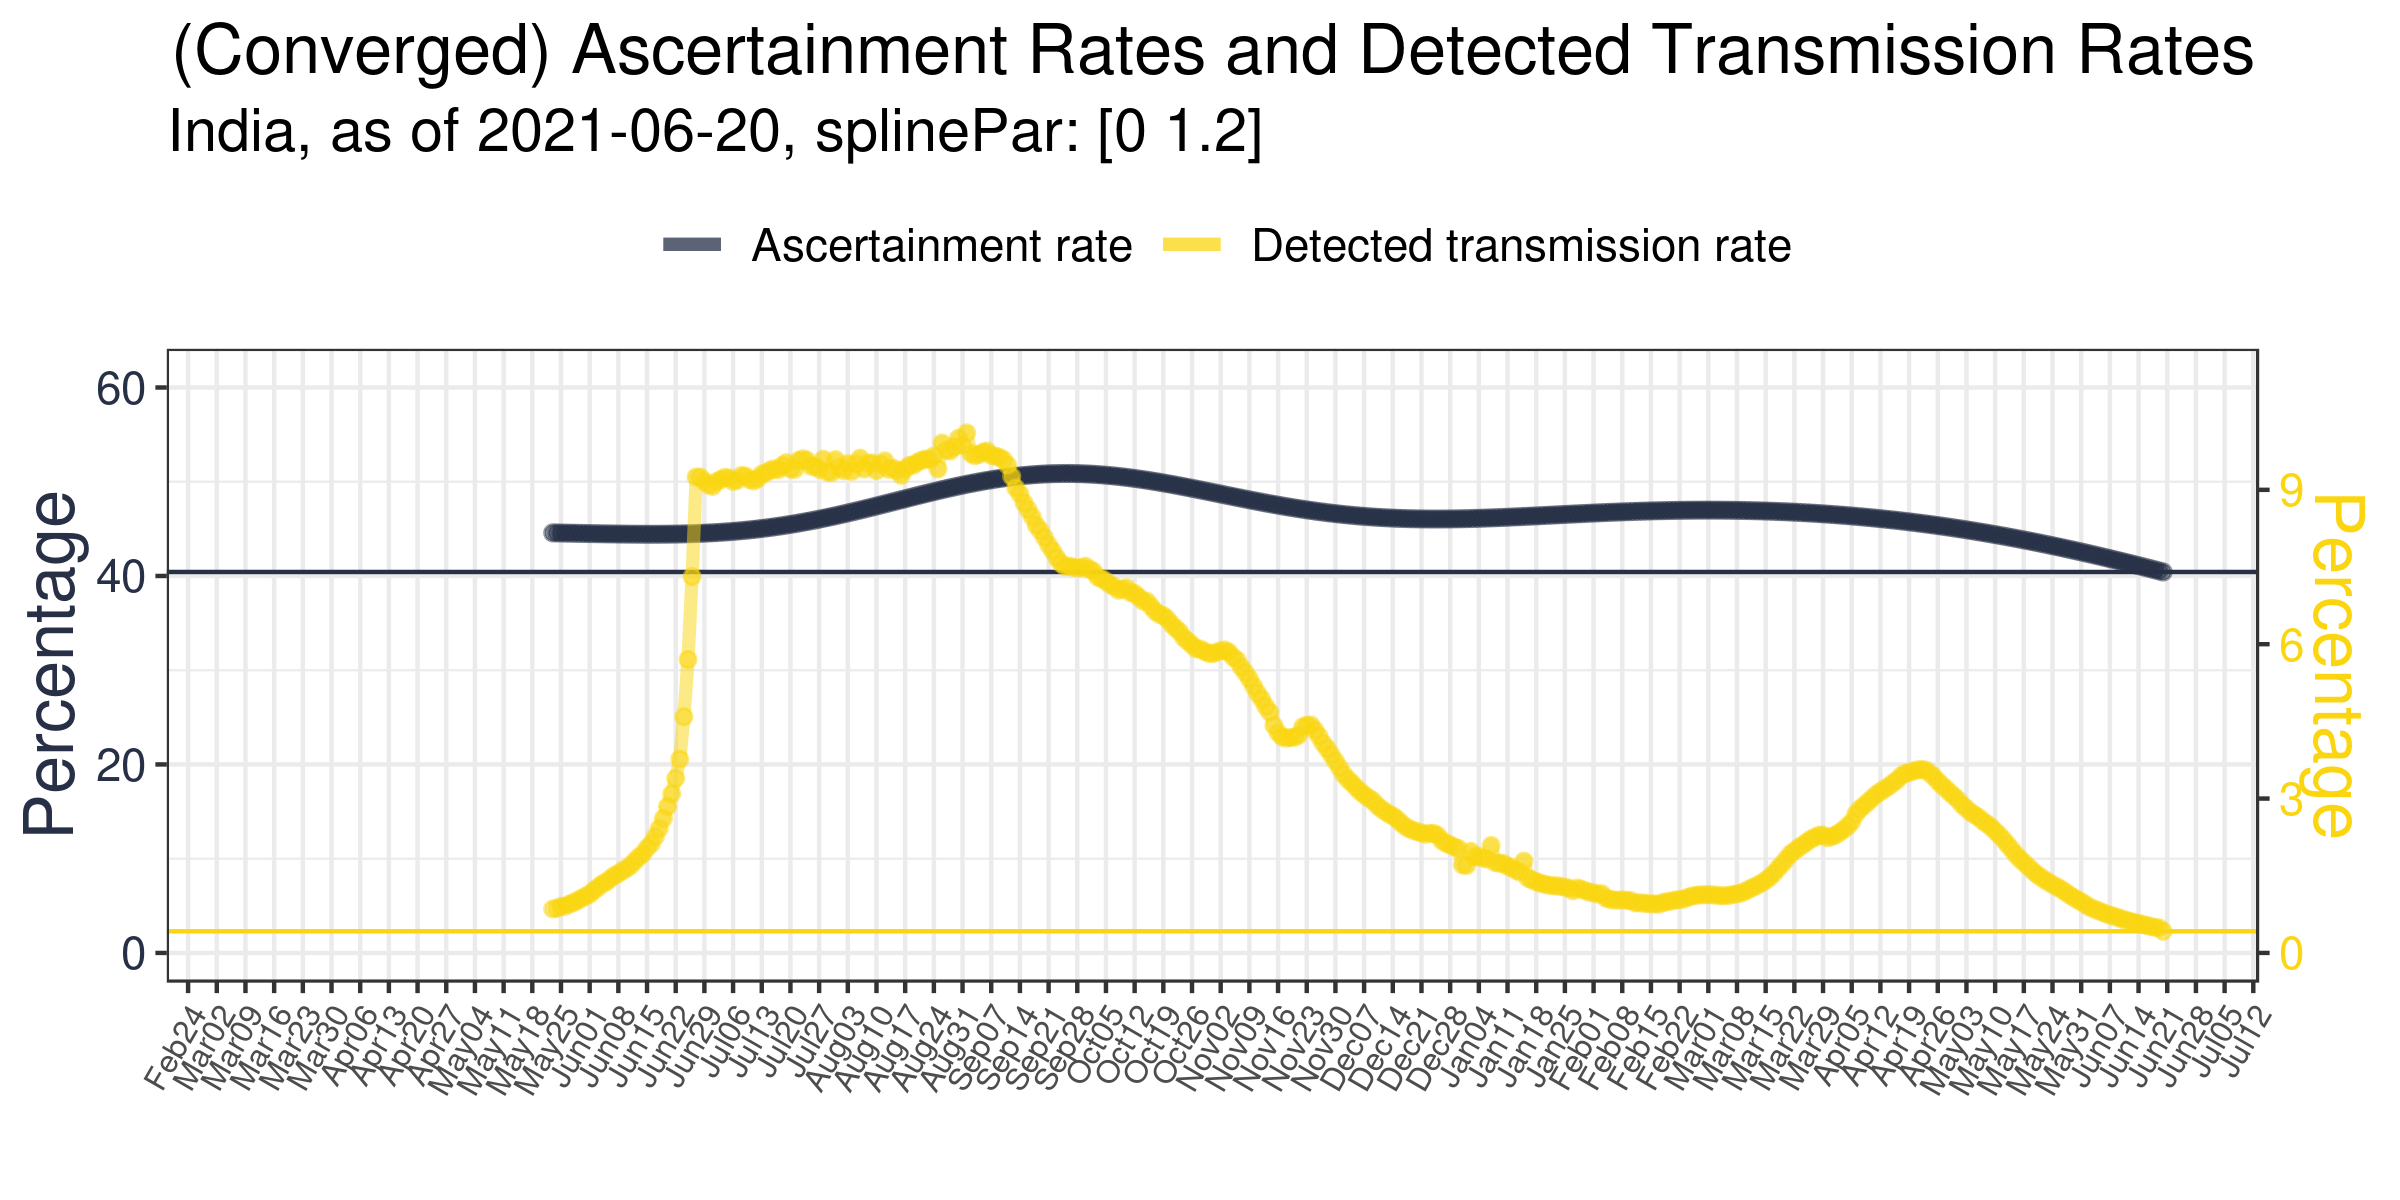 (Converged) Ascertainment Rates and Detected Transmission Rates
India, as of 2021-06-20, splinePar: [0 1.2]
Ascertainment rate
Detected transmission rate
Percentage
60
40
20
0
9
6
3
0
Percentage
Feb24
Mar02
Mar09
Mar16
Mar23
Mar30
Apr06
Apr13
Apr20
Apr27
May04
May11
May18
May25
Jun01
Jun08
Jun15
Jun22
Jun29
Jul06
Jul13
Jul20
Jul27
Aug03
Aug10
Aug17
Aug24
Aug31
Sep07
Sep14
Sep21
Sep28
Oct05
Oct12
Oct19
Oct26
Nov02
Nov09
Nov16
Nov23
Nov30
Dec07
Dec14
Dec21
Dec28
Jan04
Jan11
Jan18
Jan25
Feb01
Feb08
Feb15
Feb22
Mar01
Mar08
Mar15
Mar22
Mar29
Apr05
Apr12
Apr19
Apr26
May03
May10
May17
May24
May31
Jun07
Jun14
Jun21
Jun28
Jul05
Jul12